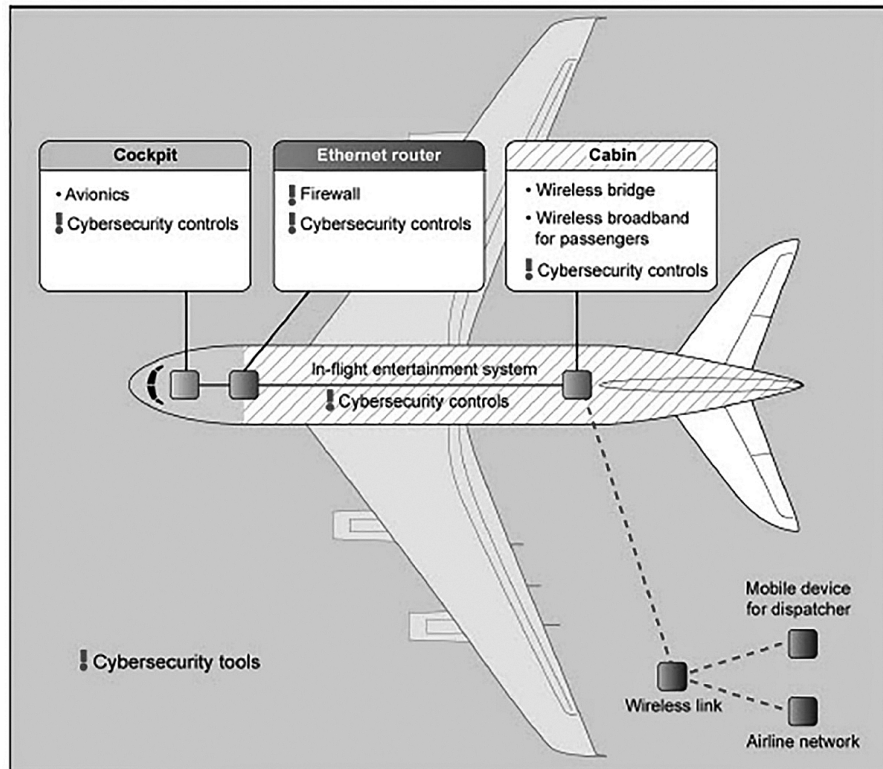 Cockpit
• Avionics
! Cybersecurity controls
Ethernet router
! Firewall
! Cybersecurity controls
Cabin
• Wireless bridge
• Wireless broadband
for passengers
! Cybersecurity controls
In-flight entertainment system
! Cybersecurity controls
! Cybersecurity tools
Mobile device
for dispatcher
Wireless link
Airline network